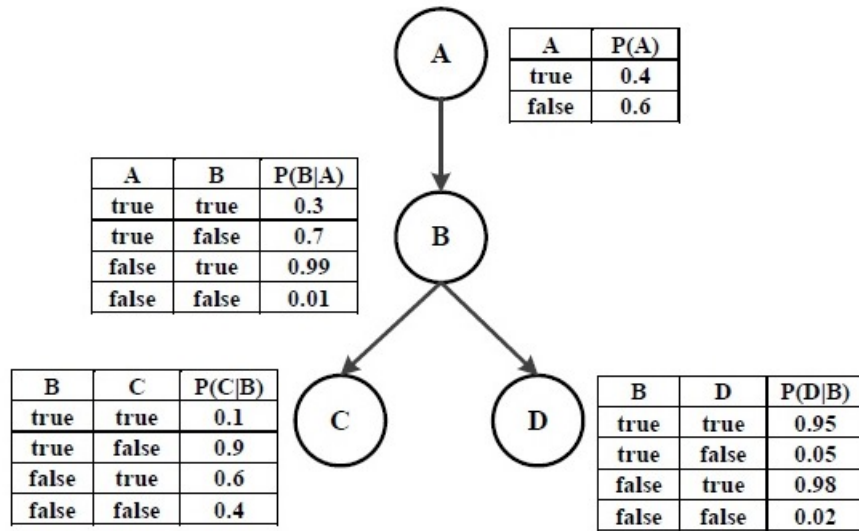 A
A P(A)
true 0.4
false 0.6
A B P(B|A)
true true 0.3
true false 0.7
false true 0.99
false false 0.01
B
B C P(C|B)
true true 0.1
true false 0.9
false true 0.6
false false 0.4
C
D
B D P(D|B)
true true 0.95
true false 0.05
false true 0.98
false false 0.02